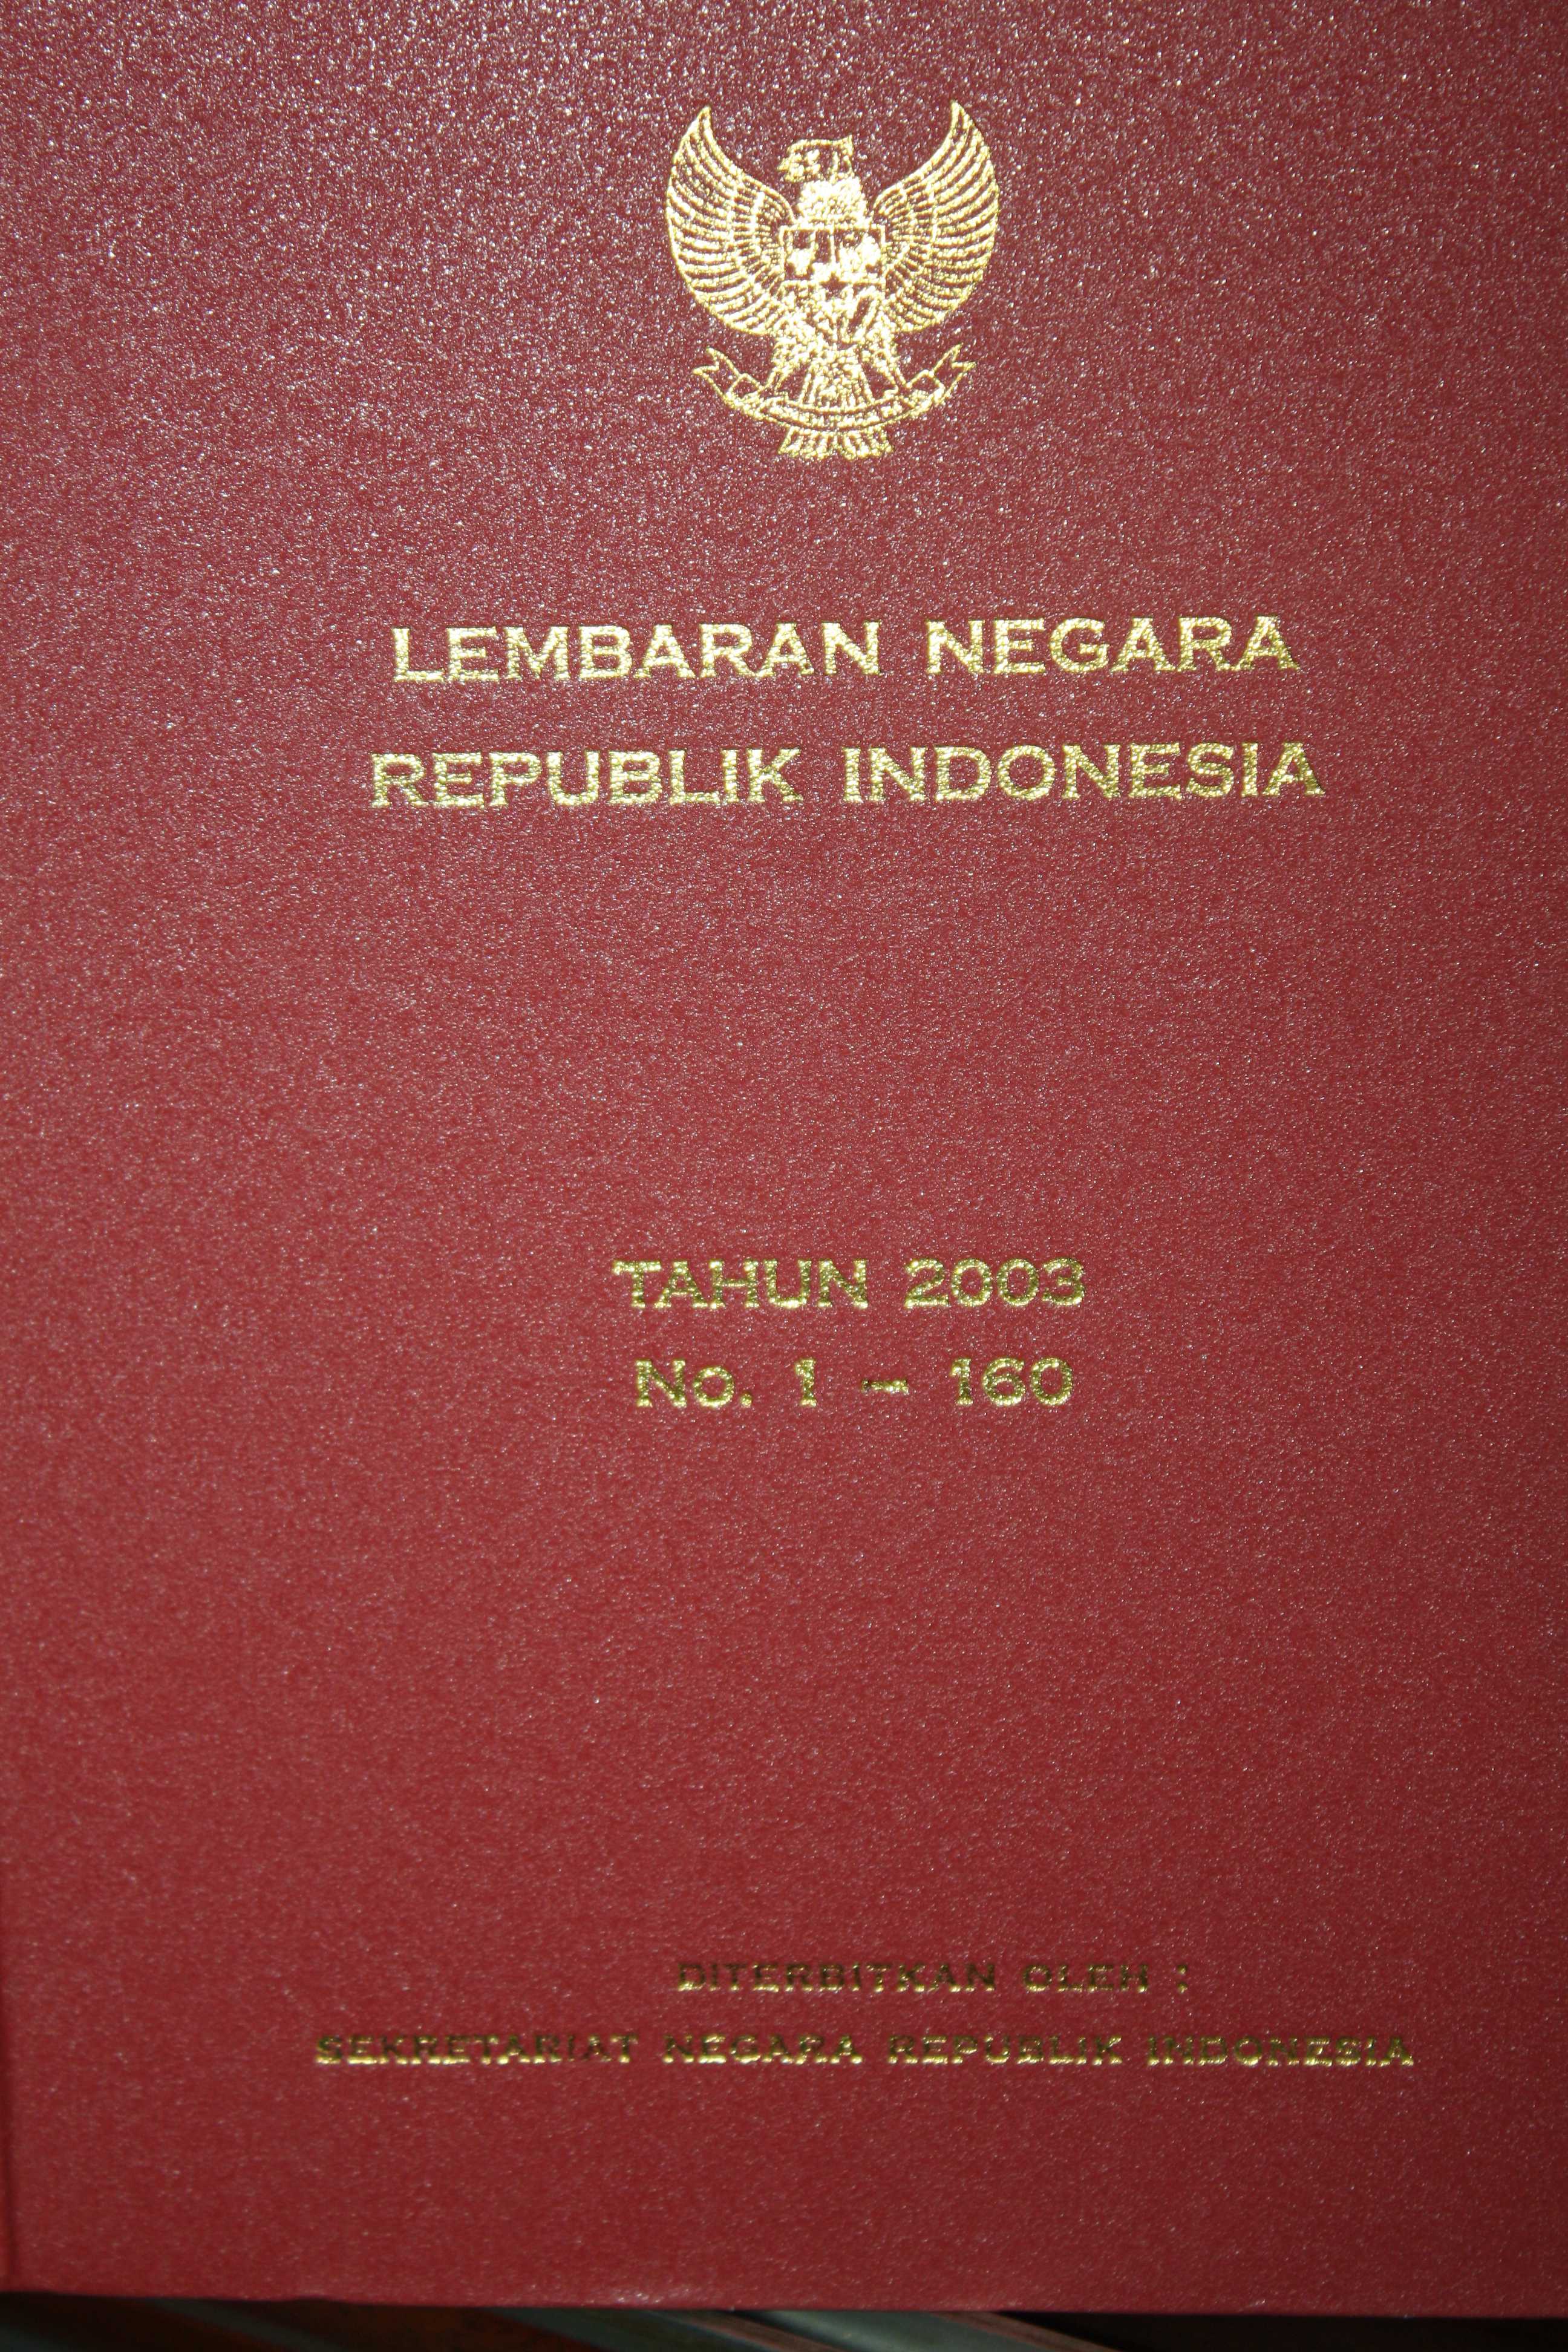 LEMBARAN NEGARA
REPUBLIK INDONESIA
TAHUN 2003
No. 1 - 160
DITERBITKAN OLEH :
SEKRETARIAT NEGARA REPUBLIK INDONESIA